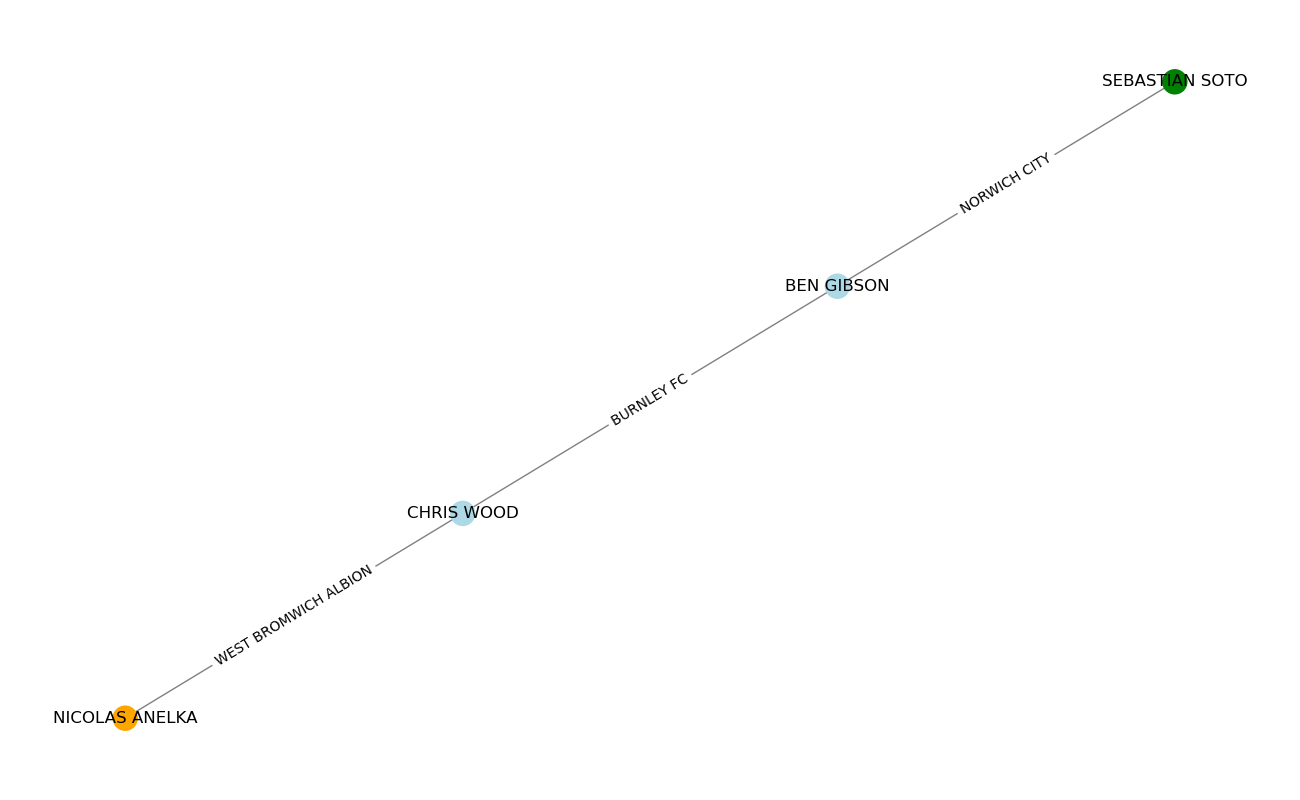 SEBASTIAN SOTO
NORWICH CITY
BEN GIBSON
BURNLEY FC
CHRIS WOOD
WEST BROMWICH ALBION
NICOLAS ANELKA